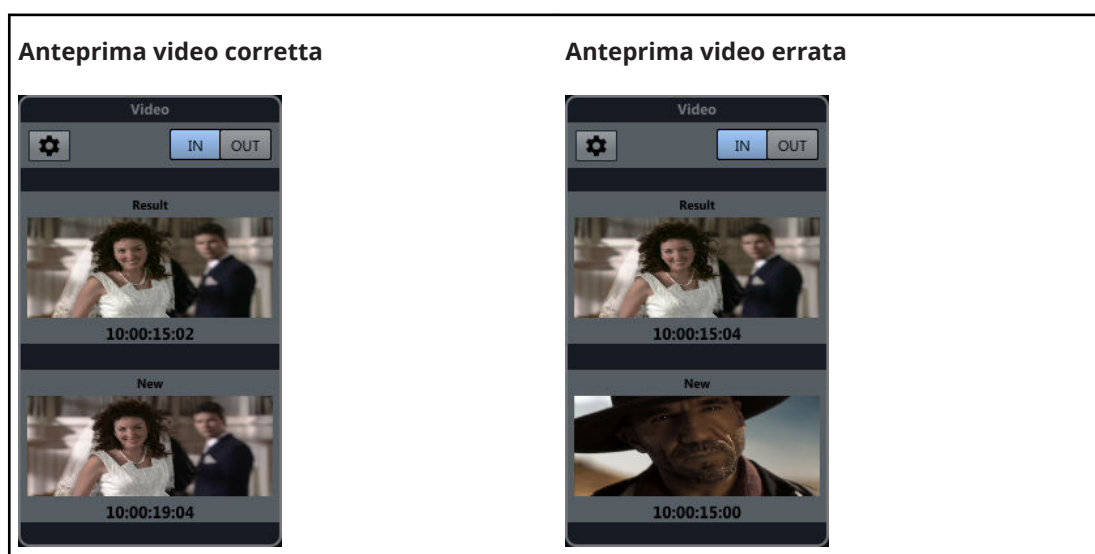 Anteprima video corretta
Video
IN OUT
Result
10:00:15:02
New
10:00:19:04
Anteprima video errata
Video
IN OUT
Result
10:00:15:04
New
10:00:15:00